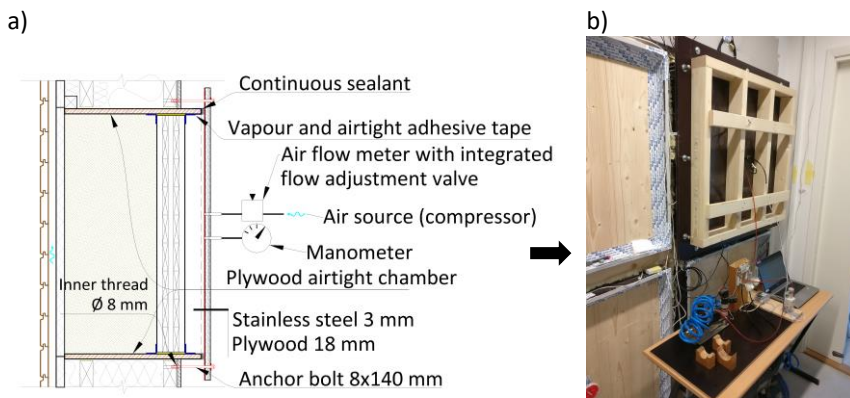 a)
b)
Continuous sealant
Vapour and airtight adhesive tape
Air flow meter with integrated
flow adjustment valve
Air source (compressor)
Manometer
Plywood airtight chamber
Inner thread
Ø 8 mm
Stainless steel 3 mm
Plywood 18 mm
Anchor bolt 8x140 mm